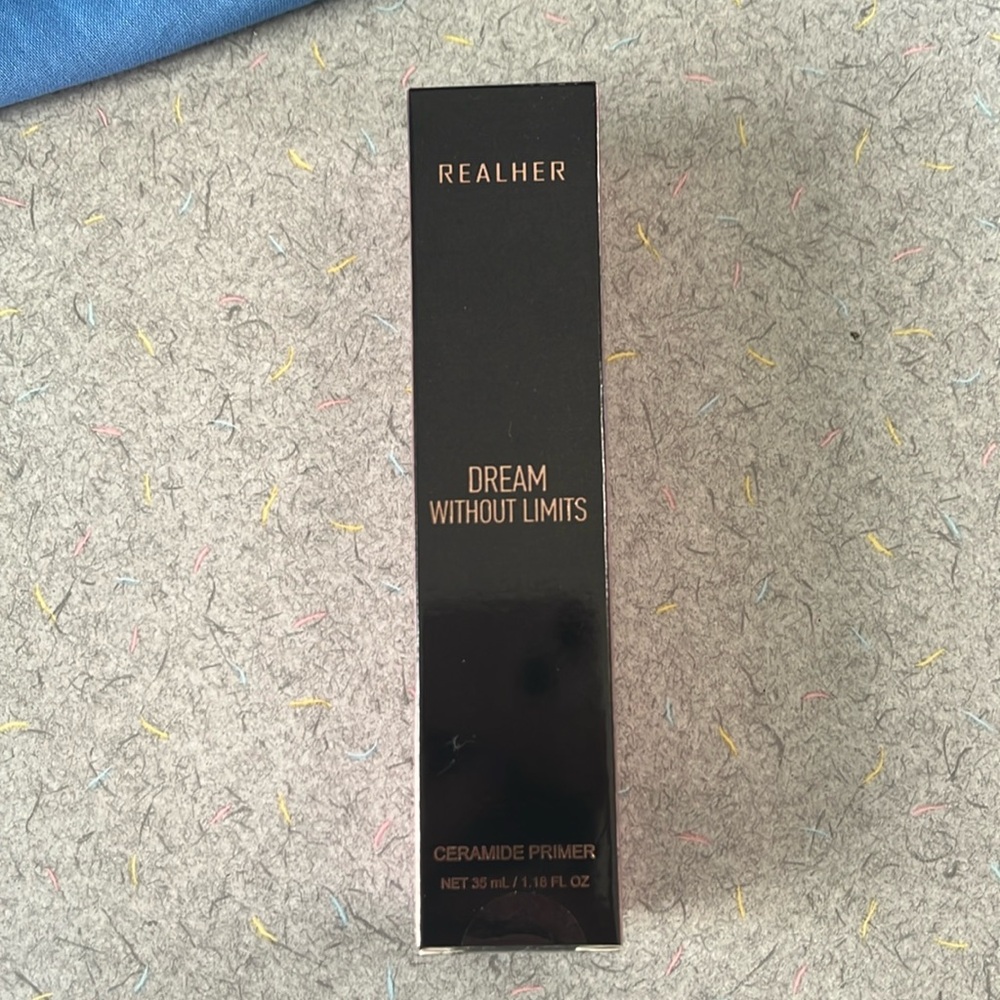 REALHER
DREAM
WITHOUT LIMITS
CERAMIDE PRIMER
NET 35 mL / 1.18 FL OZ